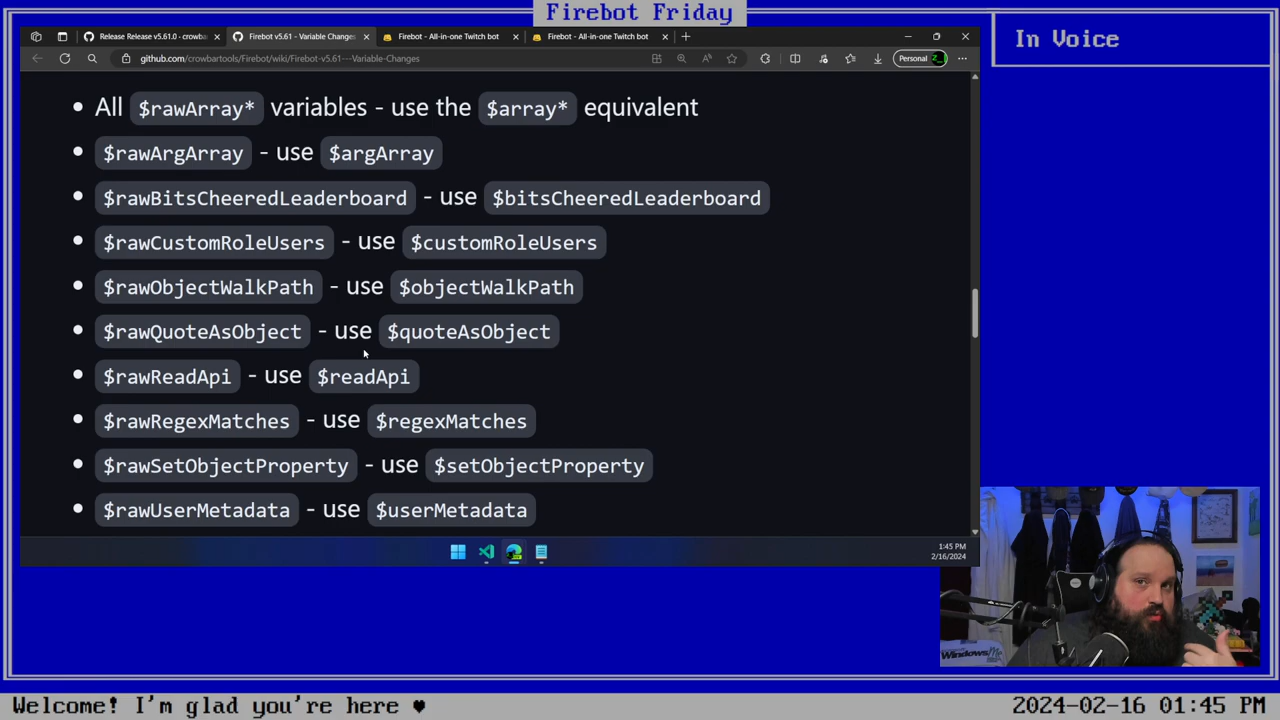 Firebot Friday
Release Release v5.61.0 · crowba
Firebot v5.61 - Variable Changes
Firebot - All-in-one Twitch bot
Firebot - All-in-one Twitch bot
github.com/crowbartools/Firebot/wiki/Firebot-v5.61---Variable-Changes
Personal
In Voice
All $rawArray* variables - use the $array* equivalent
$rawArgArray - use $argArray
$rawBitsCheeredLeaderboard - use $bitsCheeredLeaderboard
$rawCustomRoleUsers - use $customRoleUsers
$rawObjectWalkPath - use $objectWalkPath
$rawQuoteAsObject - use $quoteAsObject
$rawReadApi - use $readApi
$rawRegexMatches - use $regexMatches
$rawSetObjectProperty - use $setObjectProperty
$rawUserMetadata - use $userMetadata
1:45 PM
2/16/2024
Windows
Welcome! I'm glad you're here ♥
2024-02-16 01:45 PM